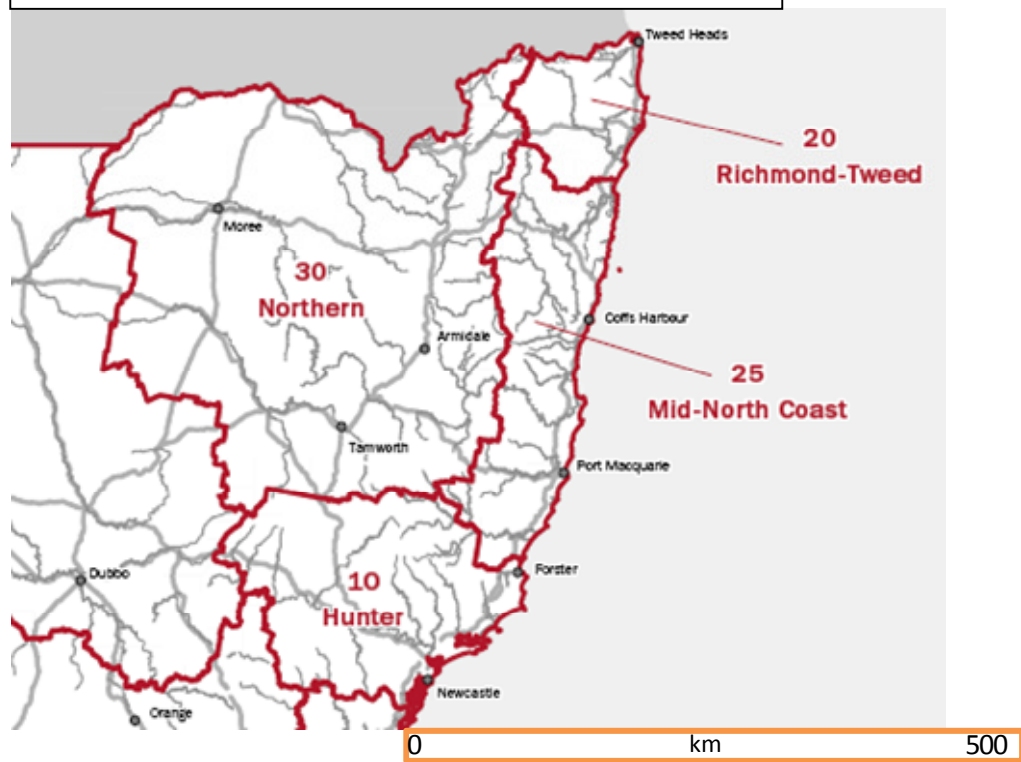 Tweed Heads
20
Richmond-Tweed
Moree
30
Northern
Coffs Harbour
Armidale
25
Mid-North Coast
Tamworth
Port Macquarie
Forster
Dubbo
10
Hunter
Newcastle
Orange
0 km 500